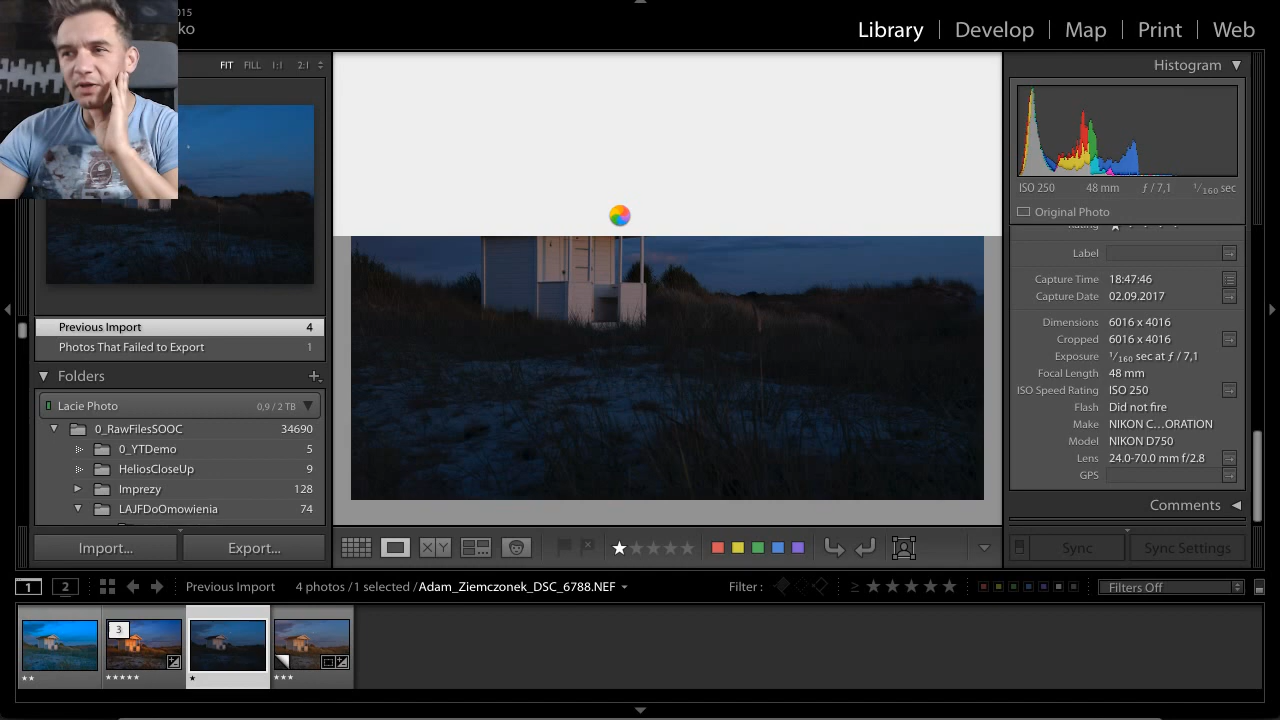 015
ko
Library | Develop | Map | Print | Web
FIT FILL 1:1 2:1
Histogram
ISO 250 48 mm ƒ / 7,1 1/160 sec
Original Photo
Rating
Label
Capture Time 18:47:46
Capture Date 02.09.2017
Dimensions 6016 x 4016
Cropped 6016 x 4016
Exposure 1/160 sec at ƒ / 7,1
Focal Length 48 mm
ISO Speed Rating ISO 250
Flash Did not fire
Make NIKON C...ORATION
Model NIKON D750
Lens 24.0-70.0 mm f/2.8
GPS
Comments
Previous Import 4
Photos That Failed to Export 1
Folders
Lacie Photo 0,9 / 2 TB
0_RawFilesSOOC 34690
0_YTDemo 5
HeliosCloseUp 9
Imprezy 128
LAJFDoOmowienia 74
Import... Export...
X Y
Sync Sync Settings
1 2 Previous Import 4 photos / 1 selected / Adam_Ziemczonek_DSC_6788.NEF Filter : Filters Off
3